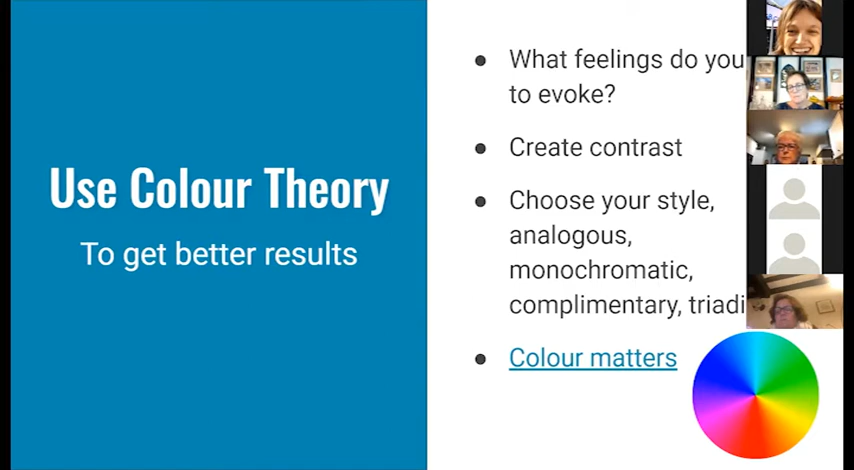 Use Colour Theory
To get better results
What feelings do you
to evoke?
Create contrast
Choose your style,
analogous,
monochromatic,
complimentary, triadi
Colour matters